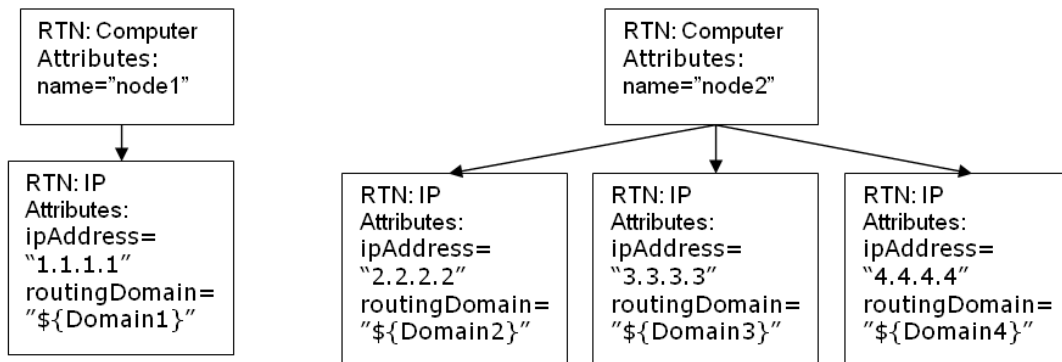 RTN: Computer
Attributes:
name=”node1”
RTN: Computer
Attributes:
name=”node2”
RTN: IP
Attributes:
ipAddress=
“1.1.1.1”
routingDomain=
”${Domain1}”
RTN: IP
Attributes:
ipAddress=
“2.2.2.2”
routingDomain=
”${Domain2}”
RTN: IP
Attributes:
ipAddress=
“3.3.3.3”
routingDomain=
”${Domain3}”
RTN: IP
Attributes:
ipAddress=
“4.4.4.4”
routingDomain=
”${Domain4}”